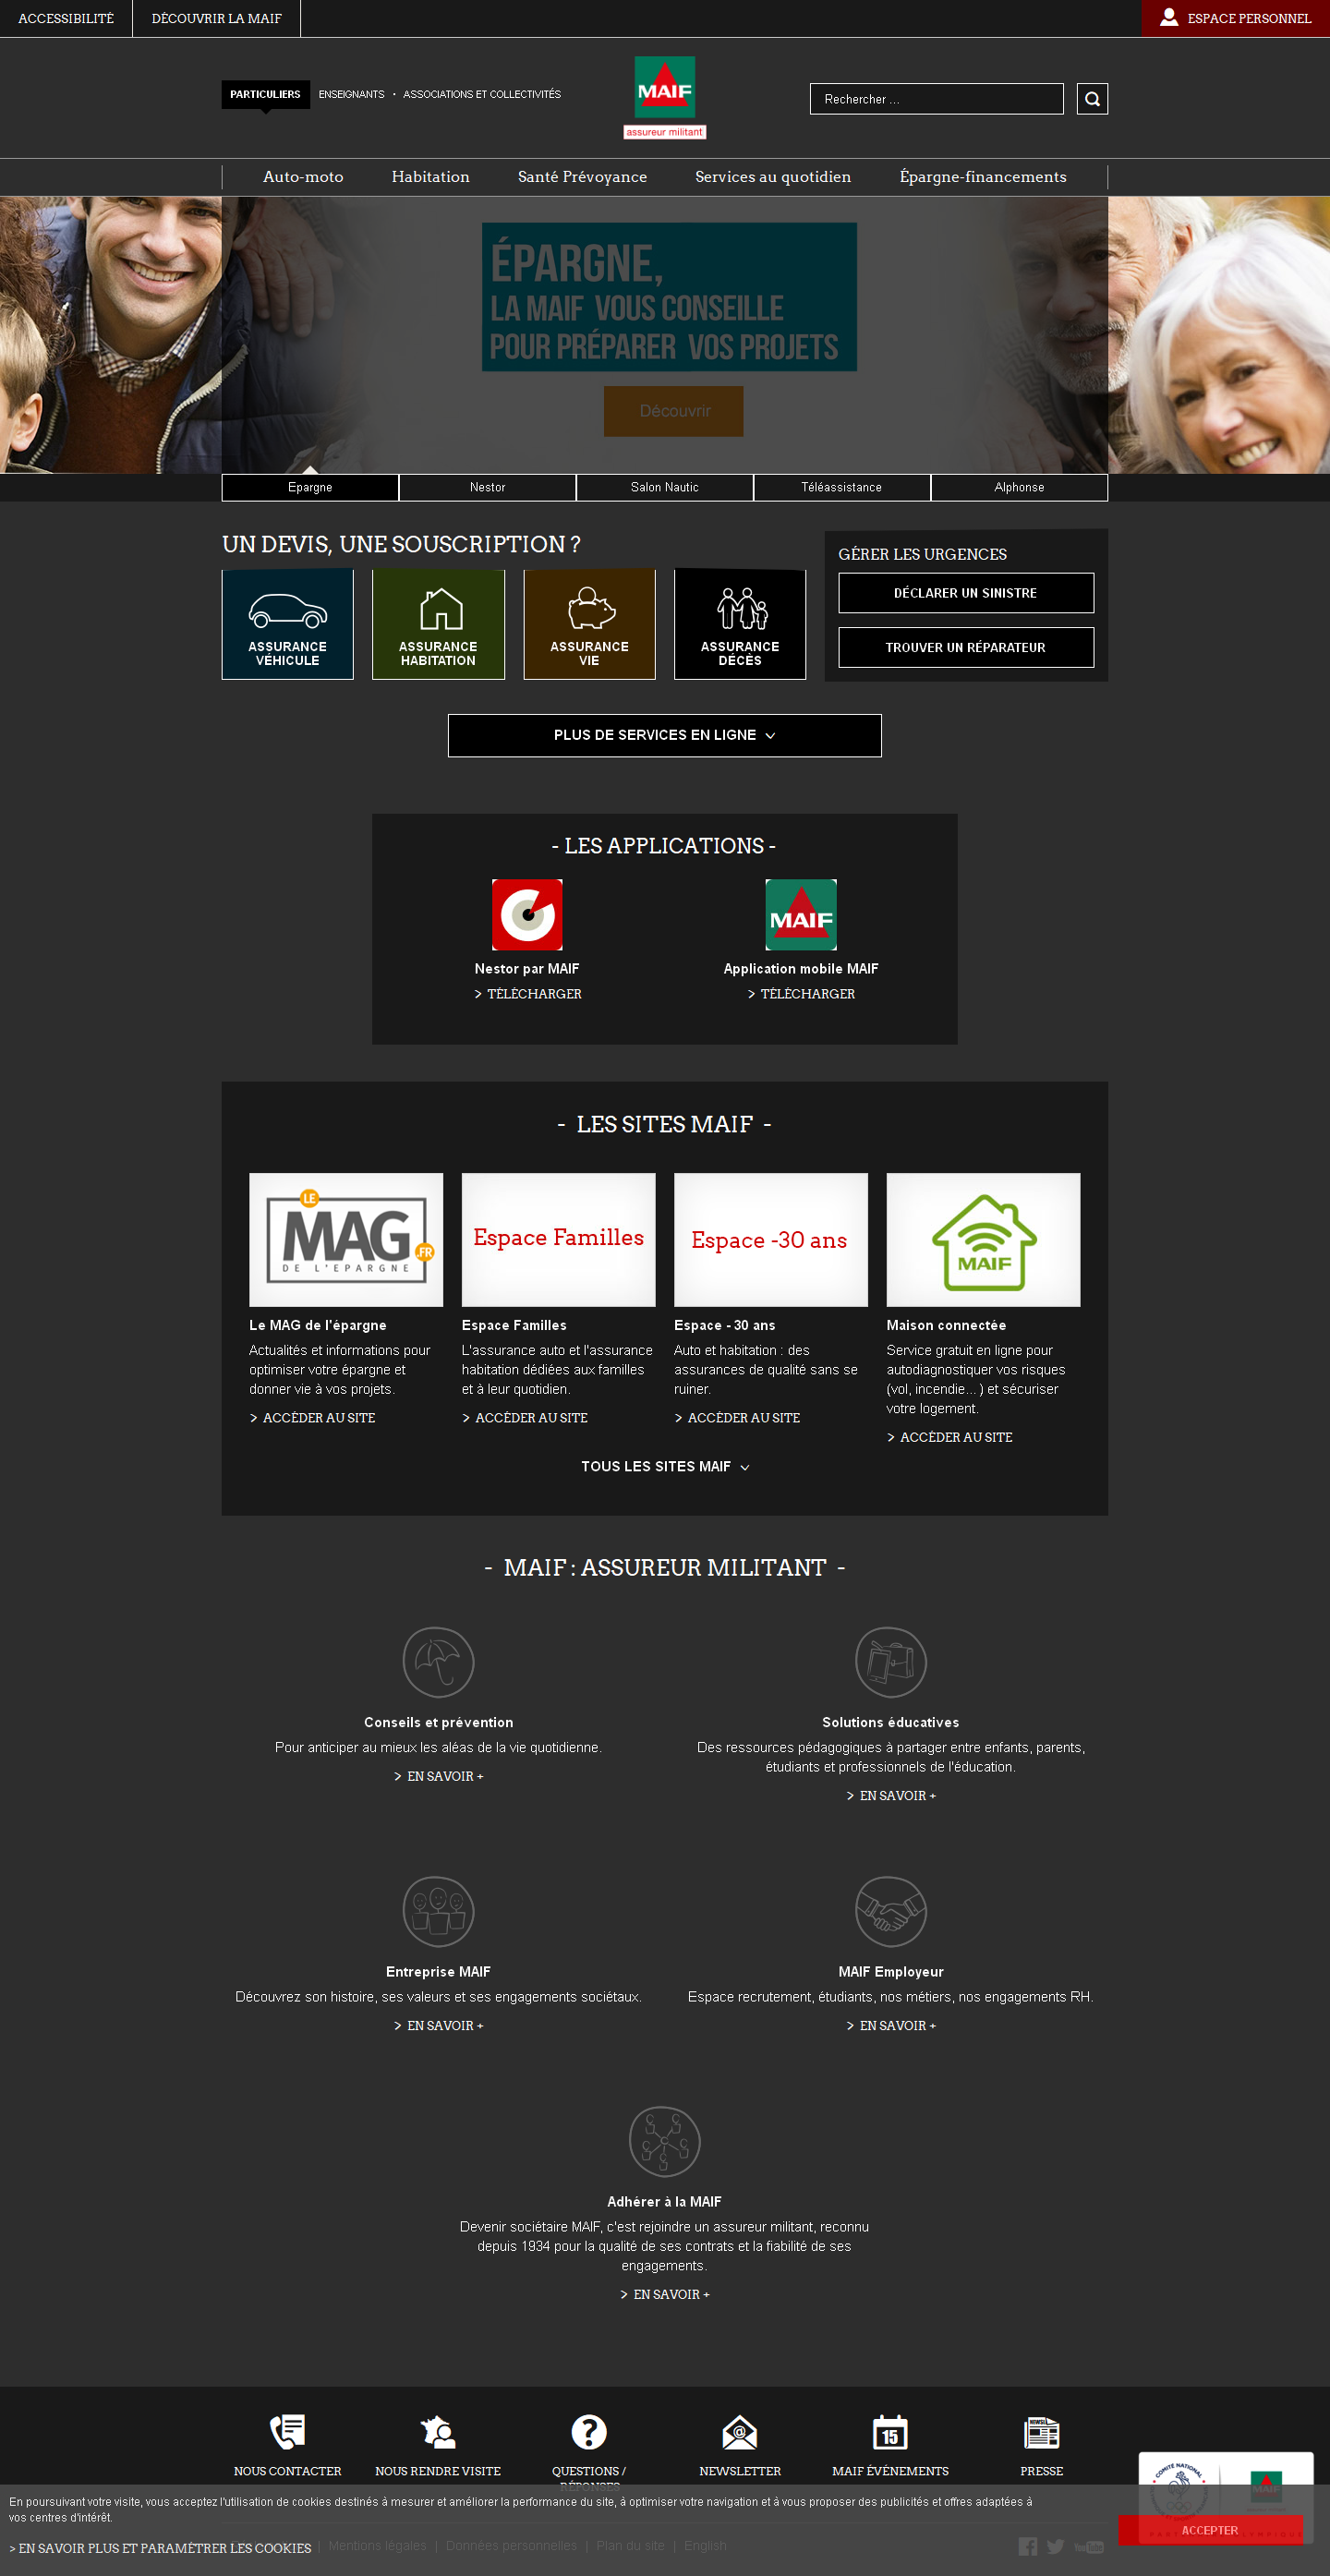 ACCESSIBILITÉ
DÉCOUVRIR LA MAIF
ESPACE PERSONNEL
PARTICULIERS
ENSEIGNANTS • ASSOCIATIONS ET COLLECTIVITÉS
MAIF
assureur militant
Rechercher ...
Auto-moto
Habitation
Santé Prévoyance
Services au quotidien
Épargne-financements
ÉPARGNE,
LA MAIF VOUS CONSEILLE
POUR PRÉPARER VOS PROJETS
Découvrir
Epargne
Nestor
Salon Nautic
Téléassistance
Alphonse
UN DEVIS, UNE SOUSCRIPTION ?
ASSURANCE
VÉHICULE
ASSURANCE
HABITATION
ASSURANCE
VIE
ASSURANCE
DÉCÈS
GÉRER LES URGENCES
DÉCLARER UN SINISTRE
TROUVER UN RÉPARATEUR
PLUS DE SERVICES EN LIGNE
- LES APPLICATIONS -
Nestor par MAIF
> TÉLÉCHARGER
MAIF
Application mobile MAIF
> TÉLÉCHARGER
- LES SITES MAIF -
LE
MAG
.FR
DE L'EPARGNE
Le MAG de l'épargne
Actualités et informations pour
optimiser votre épargne et
donner vie à vos projets.
> ACCÉDER AU SITE
Espace Familles
Espace Familles
L'assurance auto et l'assurance
habitation dédiées aux familles
et à leur quotidien.
> ACCÉDER AU SITE
Espace -30 ans
Espace - 30 ans
Auto et habitation : des
assurances de qualité sans se
ruiner.
> ACCÉDER AU SITE
MAIF
Maison connectée
Service gratuit en ligne pour
autodiagnostiquer vos risques
(vol, incendie... ) et sécuriser
votre logement.
> ACCÉDER AU SITE
TOUS LES SITES MAIF
- MAIF : ASSUREUR MILITANT -
Conseils et prévention
Pour anticiper au mieux les aléas de la vie quotidienne.
> EN SAVOIR +
Solutions éducatives
Des ressources pédagogiques à partager entre enfants, parents,
étudiants et professionnels de l'éducation.
> EN SAVOIR +
Entreprise MAIF
Découvrez son histoire, ses valeurs et ses engagements sociétaux.
> EN SAVOIR +
MAIF Employeur
Espace recrutement, étudiants, nos métiers, nos engagements RH.
> EN SAVOIR +
Adhérer à la MAIF
Devenir sociétaire MAIF, c'est rejoindre un assureur militant, reconnu
depuis 1934 pour la qualité de ses contrats et la fiabilité de ses
engagements.
> EN SAVOIR +
NOUS CONTACTER
NOUS RENDRE VISITE
QUESTIONS /
RÉPONSES
@
NEWSLETTER
15
MAIF ÉVÉNEMENTS
NEWS
PRESSE
COMITÉ NATIONAL
MAIF
En poursuivant votre visite, vous acceptez l'utilisation de cookies destinés à mesurer et améliorer la performance du site, à optimiser votre navigation et à vous proposer des publicités et offres adaptées à
vos centres d'intérêt.
> EN SAVOIR PLUS ET PARAMÉTRER LES COOKIES
| Mentions légales | Données personnelles | Plan du site | English
You
ACCEPTER